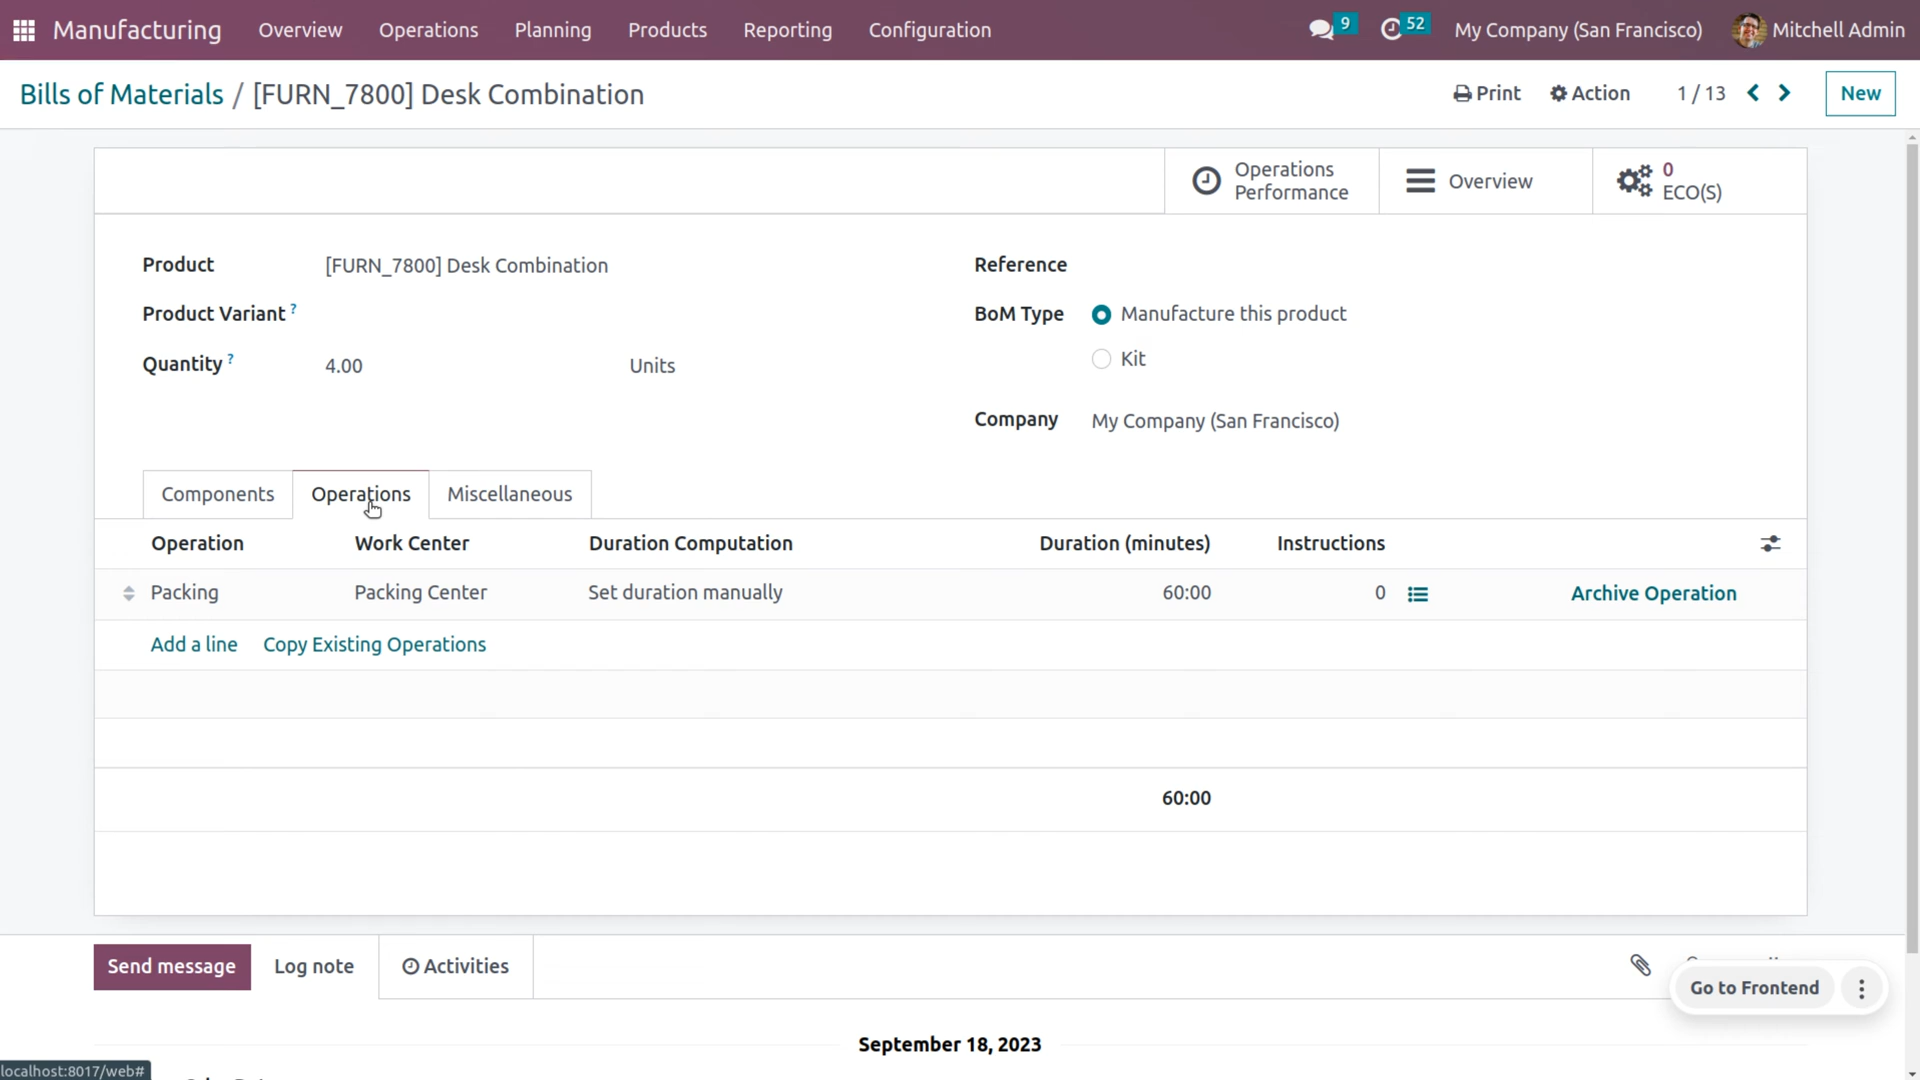 Manufacturing Overview Operations Planning Products Reporting Configuration 9 52 My Company (San Francisco) Mitchell Admin
Bills of Materials / [FURN_7800] Desk Combination Print Action 1 / 13 New
Operations Performance Overview 0 ECO(S)
Product [FURN_7800] Desk Combination Reference
Product Variant ? BoM Type Manufacture this product
Quantity ? 4.00 Units Kit
Company My Company (San Francisco)
Components Operations Miscellaneous
Operation Work Center Duration Computation Duration (minutes) Instructions
Packing Packing Center Set duration manually 60:00 0 Archive Operation
Add a line Copy Existing Operations
60:00
Send message Log note Activities
Go to Frontend
September 18, 2023
localhost:8017/web#